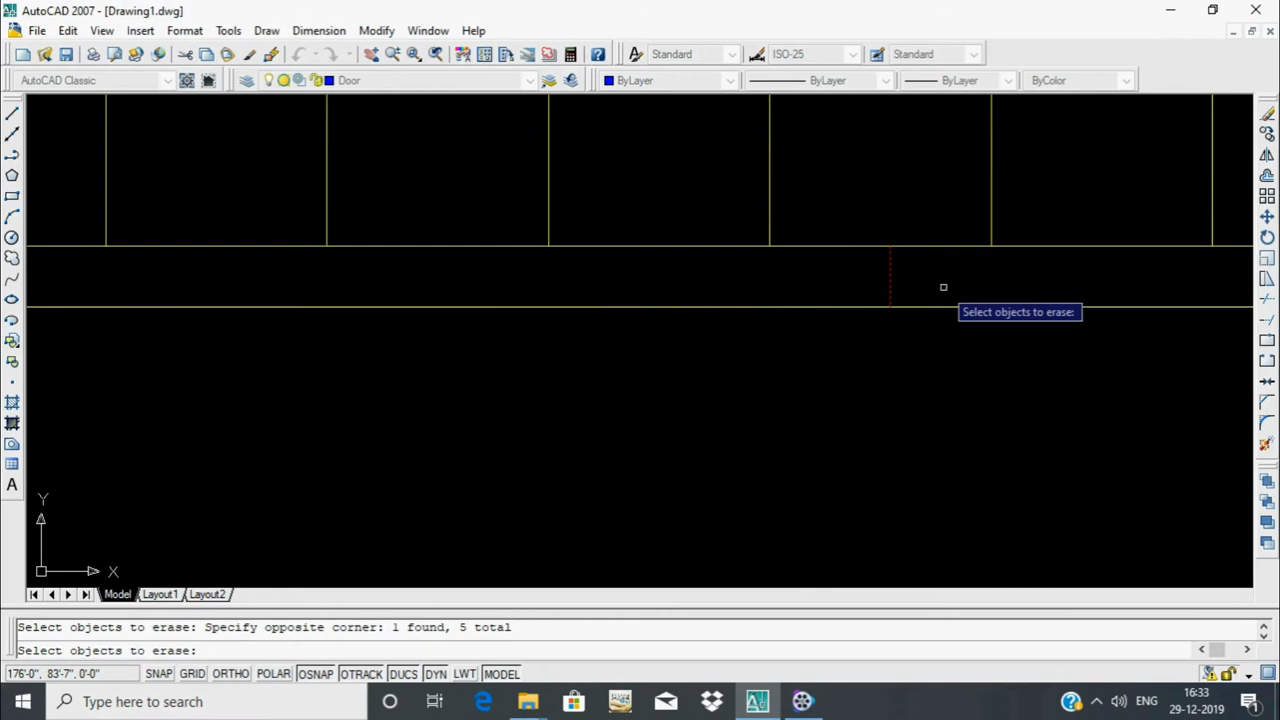 AutoCAD 2007 - [Drawing1.dwg]
File Edit View Insert Format Tools Draw Dimension Modify Window Help
Standard ISO-25 Standard
AutoCAD Classic Door ByLayer ByLayer ByLayer ByColor
Select objects to erase:
Y
X
Model Layout1 Layout2
Select objects to erase: Specify opposite corner: 1 found, 5 total
Select objects to erase:
176'-0", 83'-7", 0'-0" SNAP GRID ORTHO POLAR OSNAP OTRACK DUCS DYN LWT MODEL
Type here to search
ENG
16:33
29-12-2019